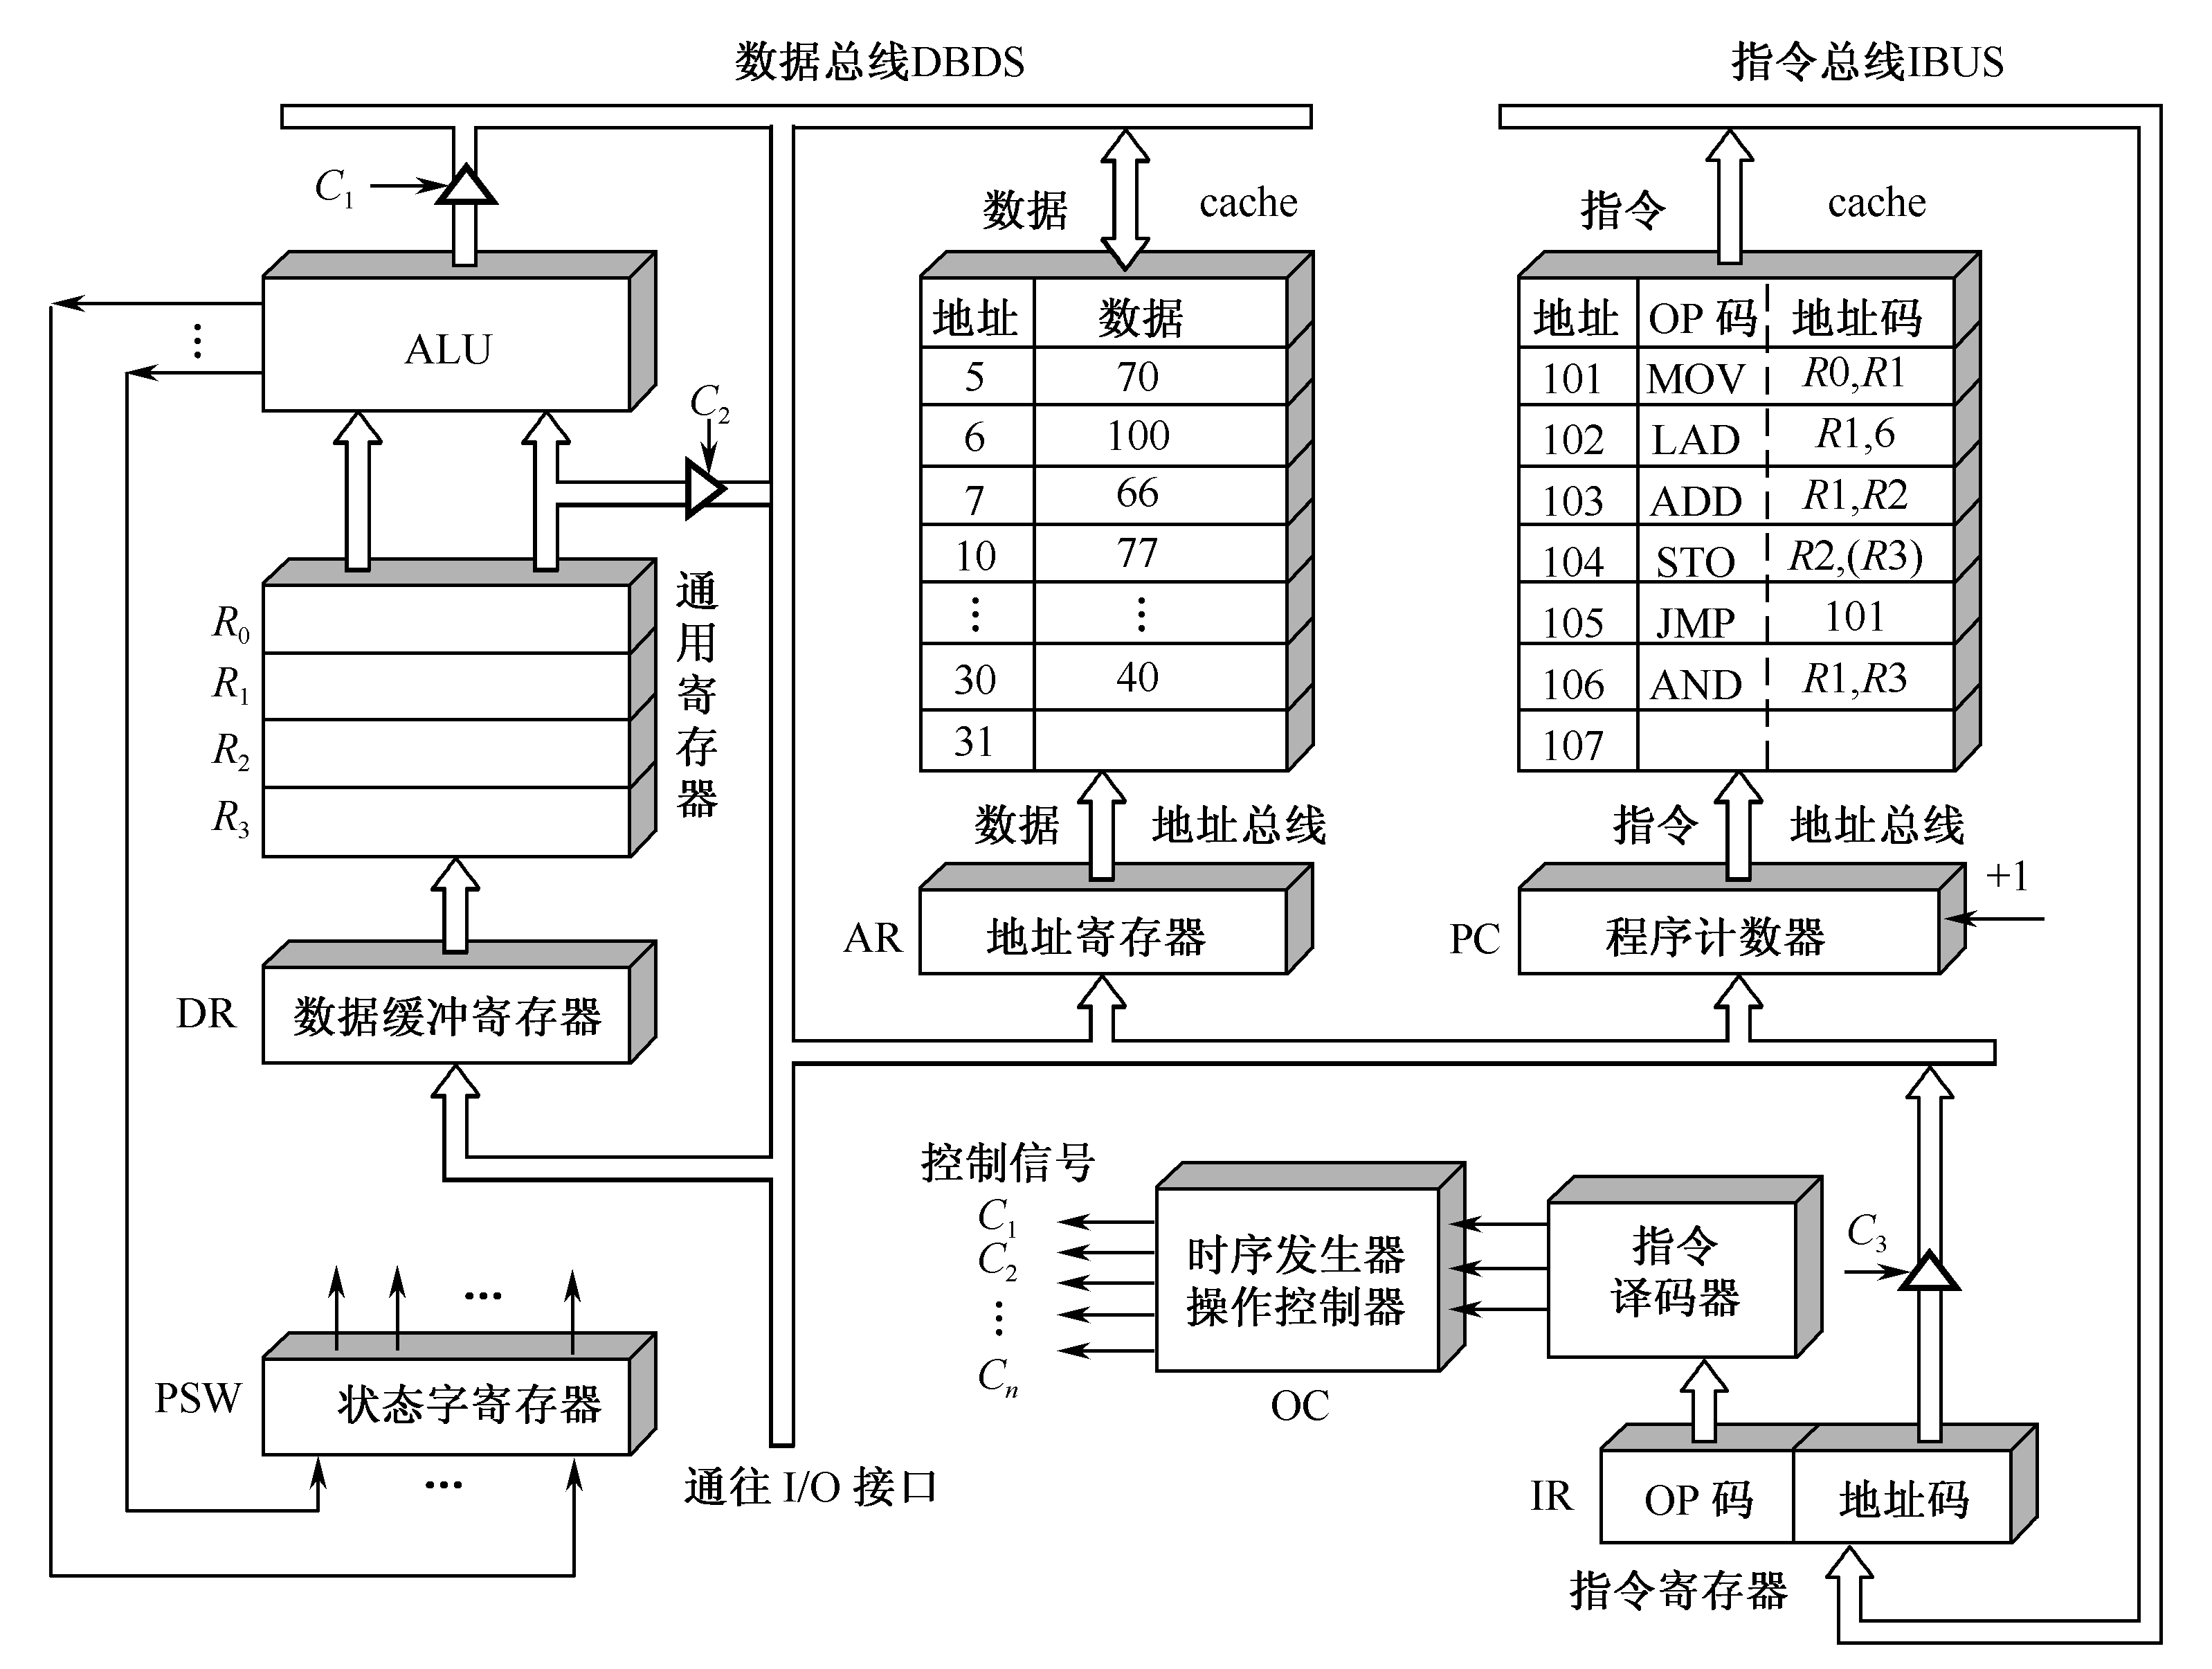 数据总线DBDS
指令总线IBUS
C1
数据
cache
指令
cache
ALU
⋮
C2
地址 数据
5 70
6 100
7 66
10 77
⋮ ⋮
30 40
31
地址 OP 码 地址码
101 MOV R0,R1
102 LAD R1,6
103 ADD R1,R2
104 STO R2,(R3)
105 JMP 101
106 AND R1,R3
107
R0
R1
R2
R3
通用寄存器
数据 地址总线
指令 地址总线
AR 地址寄存器
PC 程序计数器
+1
DR 数据缓冲寄存器
控制信号
C1
C2
⋮
Cn
时序发生器
操作控制器
OC
指令
译码器
C3
…
PSW 状态字寄存器
…
通往 I/O 接口
IR OP 码 地址码
指令寄存器